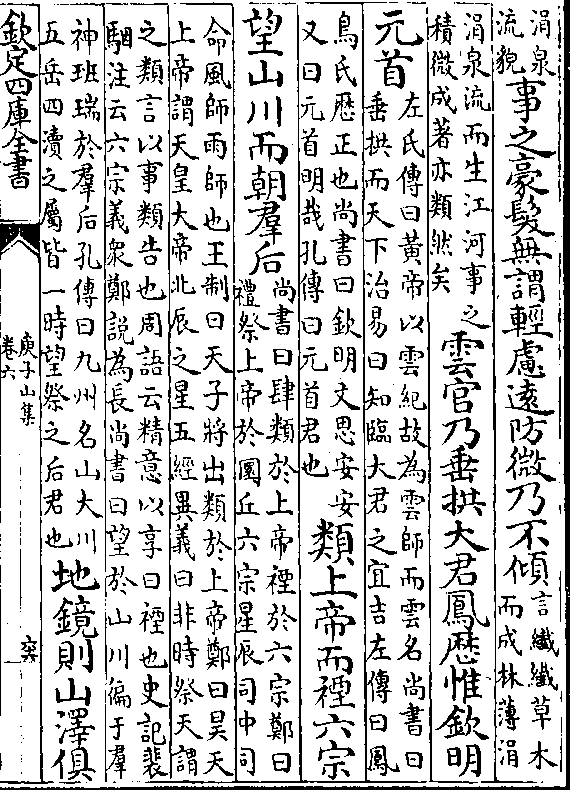 涓泉
流貌
事之豪髪無謂輕慮遠防微乃不傾
言纖纖草木
而成林薄涓
涓泉流而生江河事之
積微成著亦類然矣
雲官乃垂拱大君鳳厯惟欽明
元首
左氏傳曰黃帝以雲紀故為雲師而雲名尚書曰
垂拱而天下治易曰知臨大君之宜吉左傳曰鳳
鳥氏厯正也尚書曰欽明文思安安
又曰元首明哉孔傳曰元首君也
類上帝而禋六宗
望山川而朝羣后
尚書曰肆類於上帝禋於六宗鄭曰
禮祭上帝於圜丘六宗星辰司中司
命風師雨師也王制曰天子將出類於上帝鄭曰昊天
上帝謂天皇大帝北辰之星五經異義曰非時祭天謂
之類言以事類告也周語云精意以享曰禋也史記裴
駰注云六宗義衆鄭説為長尚書曰望於山川徧于羣
神班瑞於羣后孔傳曰九州名山大川
五岳四瀆之屬皆一時望祭之后君也
地鏡則山澤俱
欽定四庫全書
庚子山集
卷六